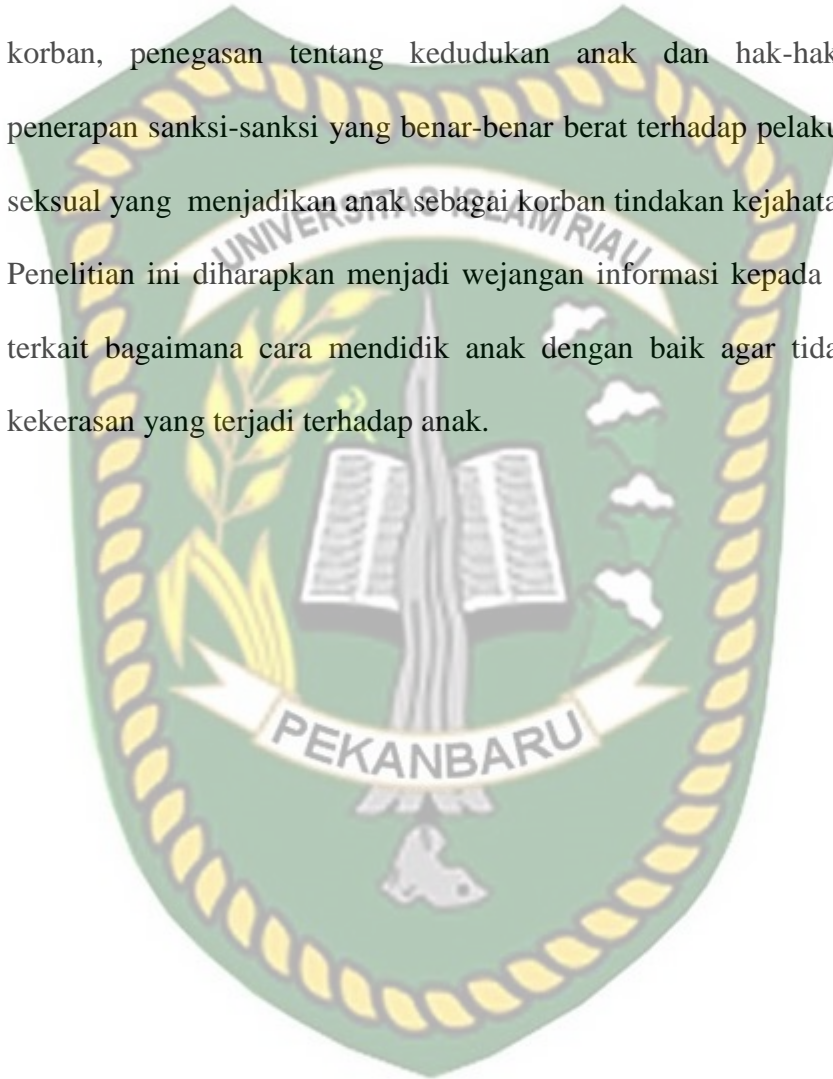 korban, penegasan tentang kedudukan anak dan hak-hak
penerapan sanksi-sanksi yang benar-benar berat terhadap pelaku
seksual yang menjadikan anak sebagai korban tindakan
Penelitian ini diharapkan menjadi wejangan informasi kepada
terkait bagaimana cara mendidik anak dengan baik agar
kekerasan yang terjadi terhadap anak.
UNIVERSITAS ISLAM RIAU
PEKANBARU